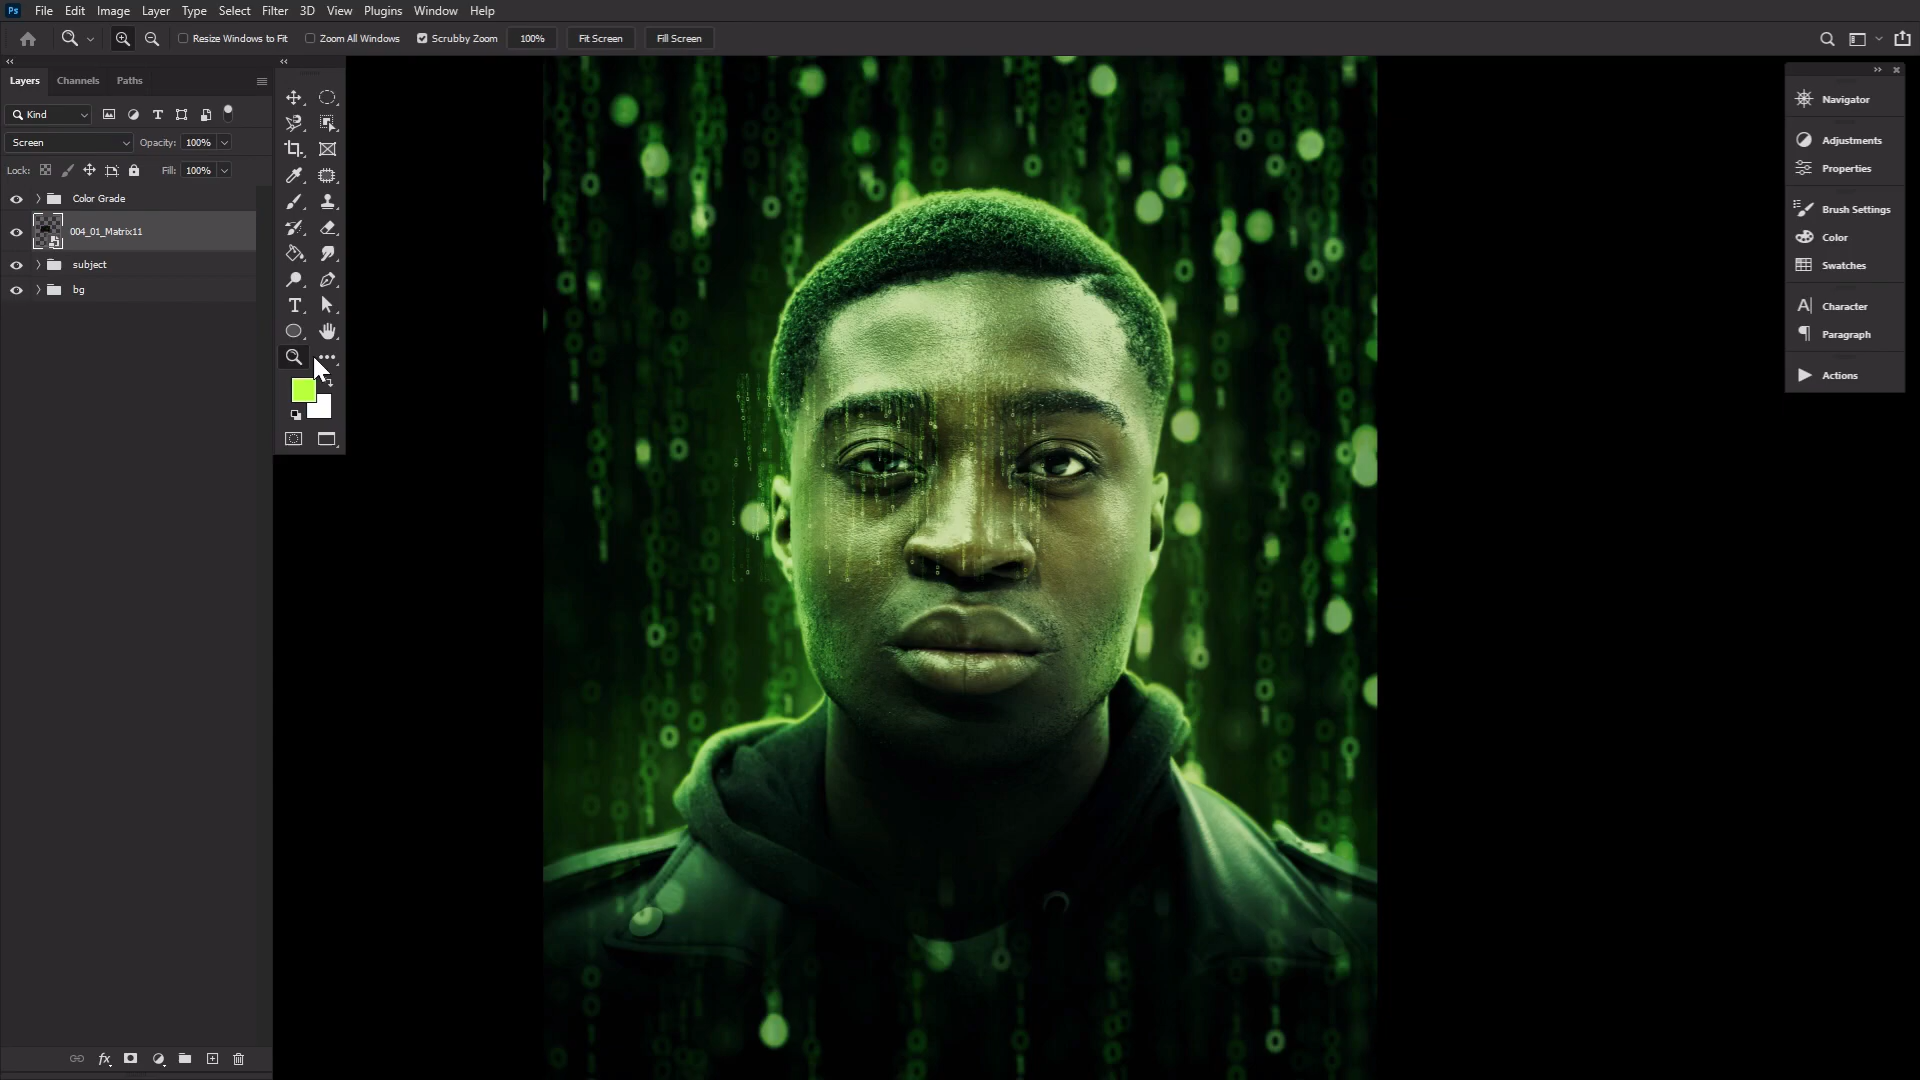 Ps File Edit Image Layer Type Select Filter 3D View Plugins Window Help
Resize Windows to Fit Zoom All Windows Scrubby Zoom 100% Fit Screen Fill Screen
Layers Channels Paths
Kind
Screen Opacity: 100%
Lock: Fill: 100%
Color Grade
004_01_Matrix11
subject
bg
fx
Navigator
Adjustments
Properties
Brush Settings
Color
Swatches
Character
Paragraph
Actions